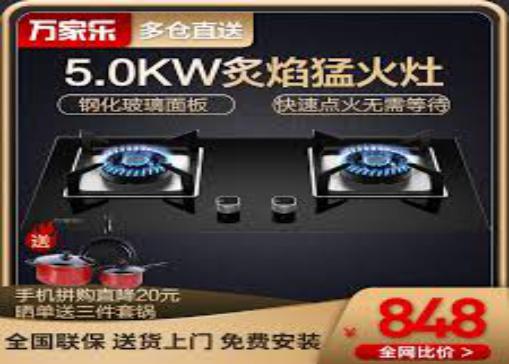 万家乐 多仓直送
5.0KW炙焰猛火灶
钢化玻璃面板 快速点火无需等待
送
手机拼购直降20元
晒单送三件套锅
全国联保 送货上门 免费安装
¥848
全网比价>